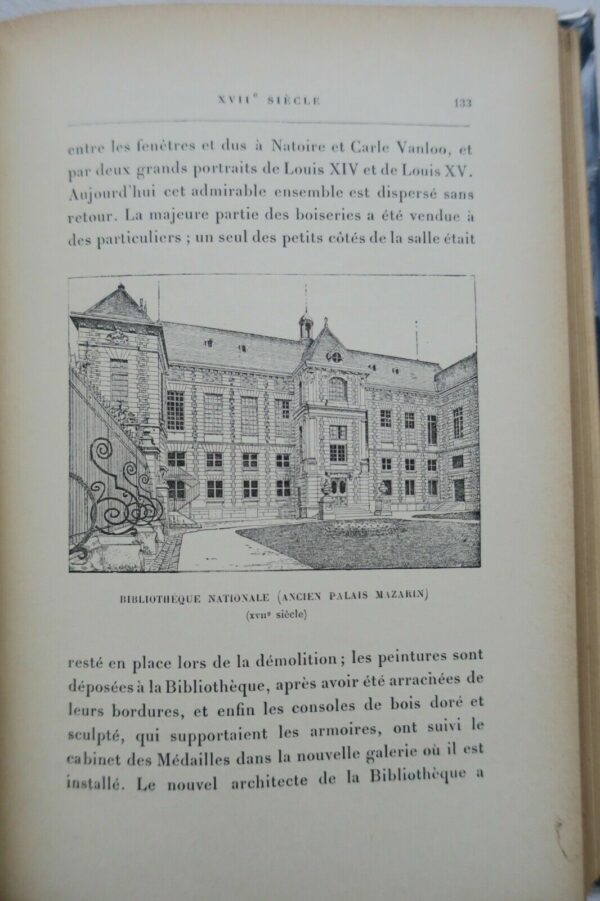 XVIIᵉ SIÈCLE 133
entre les fenêtres et dus à Natoire et Carle Vanloo, et
par deux grands portraits de Louis XIV et de Louis XV.
Aujourd'hui cet admirable ensemble est dispersé sans
retour. La majeure partie des boiseries a été vendue à
des particuliers ; un seul des petits côtés de la salle était
BIBLIOTHÈQUE NATIONALE (ANCIEN PALAIS MAZARIN)
(XVIIᵉ siècle)
resté en place lors de la démolition ; les peintures sont
déposées à la Bibliothèque, après avoir été arrachées de
leurs bordures, et enfin les consoles de bois doré et
sculpté, qui supportaient les armoires, ont suivi le
cabinet des Médailles dans la nouvelle galerie où il est
installé. Le nouvel architecte de la Bibliothèque a